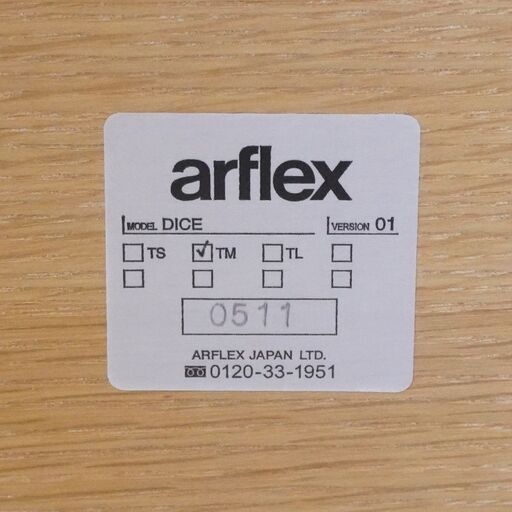 arflex
MODEL DICE VERSION 01
☐ TS ☑ TM ☐ TL ☐
☐ ☐ ☐ ☐
0511
ARFLEX JAPAN LTD.
0120-33-1951